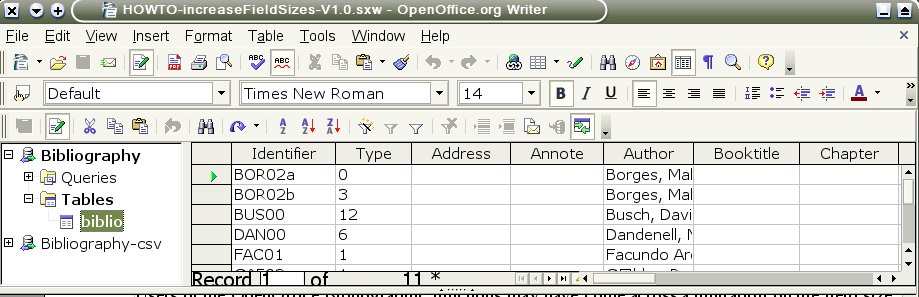 HOWTO-increaseFieldSizes-V1.0.sxw - OpenOffice.org Writer
File Edit View Insert Format Table Tools Window Help
Default Times New Roman 14 B I U A
Bibliography
Queries
Tables
biblio
Bibliography-csv
Identifier Type Address Annote Author Booktitle Chapter
BOR02a 0 Borges, Mal
BOR02b 3 Borges, Mal
BUS00 12 Busch, Davi
DAN00 6 Dandenell, M
FAC01 1 Facundo Are
Record 1 of 11 *